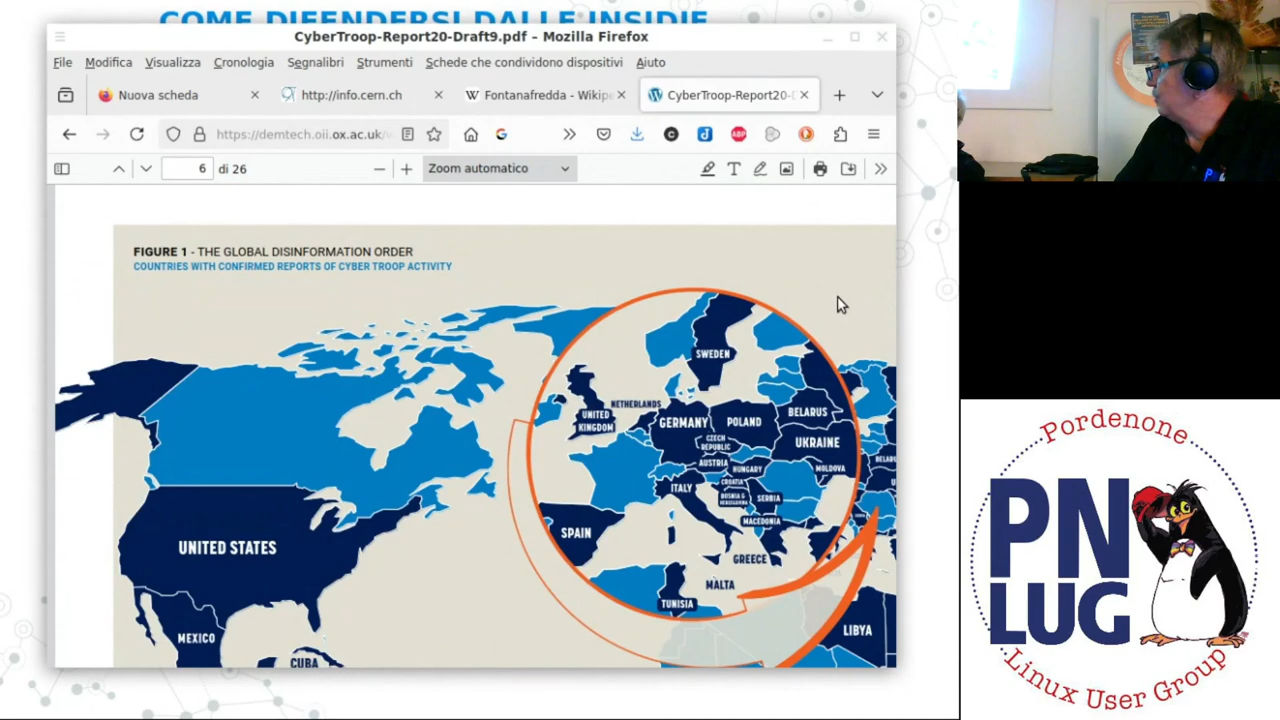 COME DIFENDERSI DALLE INSIDIE
CyberTroop-Report20-Draft9.pdf – Mozilla Firefox
File Modifica Visualizza Cronologia Segnalibri Strumenti Schede che condividono dispositivi Aiuto
Nuova scheda http://info.cern.ch Fontanafredda - Wikipe CyberTroop-Report20-D
https://demtech.oii.ox.ac.uk/
6 di 26 Zoom automatico
FIGURE 1 - THE GLOBAL DISINFORMATION ORDER
COUNTRIES WITH CONFIRMED REPORTS OF CYBER TROOP ACTIVITY
SWEDEN
NETHERLANDS
UNITED
KINGDOM
GERMANY
POLAND
BELARUS
CZECH
REPUBLIC
UKRAINE
AUSTRIA
HUNGARY
MOLDOVA
CROATIA
ITALY
BOSNIA &
HERZEGOVINA
SERBIA
MACEDONIA
SPAIN
GREECE
MALTA
TUNISIA
UNITED STATES
MEXICO
CUBA
LIBYA
Pordenone
PN
LUG
Linux User Group